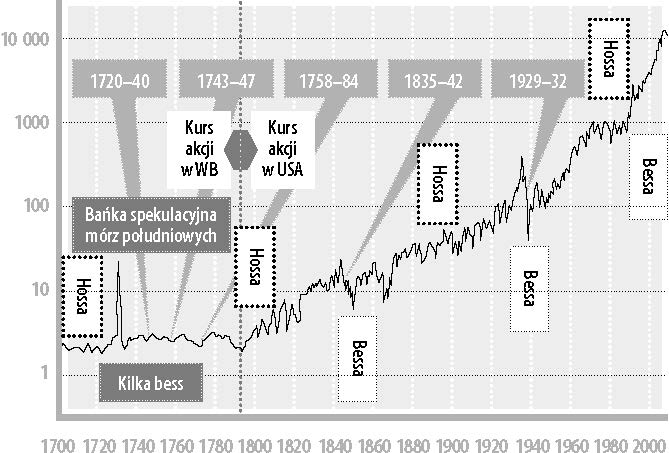 10 000
1000
100
10
1
1720–40
1743–47
1758–84
1835–42
1929–32
Kurs
akcji
w WB
Kurs
akcji
w USA
Bańka spekulacyjna
mórz południowych
Hossa
Hossa
Hossa
Hossa
Bessa
Bessa
Bessa
Kilka bess
1700 1720 1740 1760 1780 1800 1820 1840 1860 1880 1900 1920 1940 1960 1980 2000